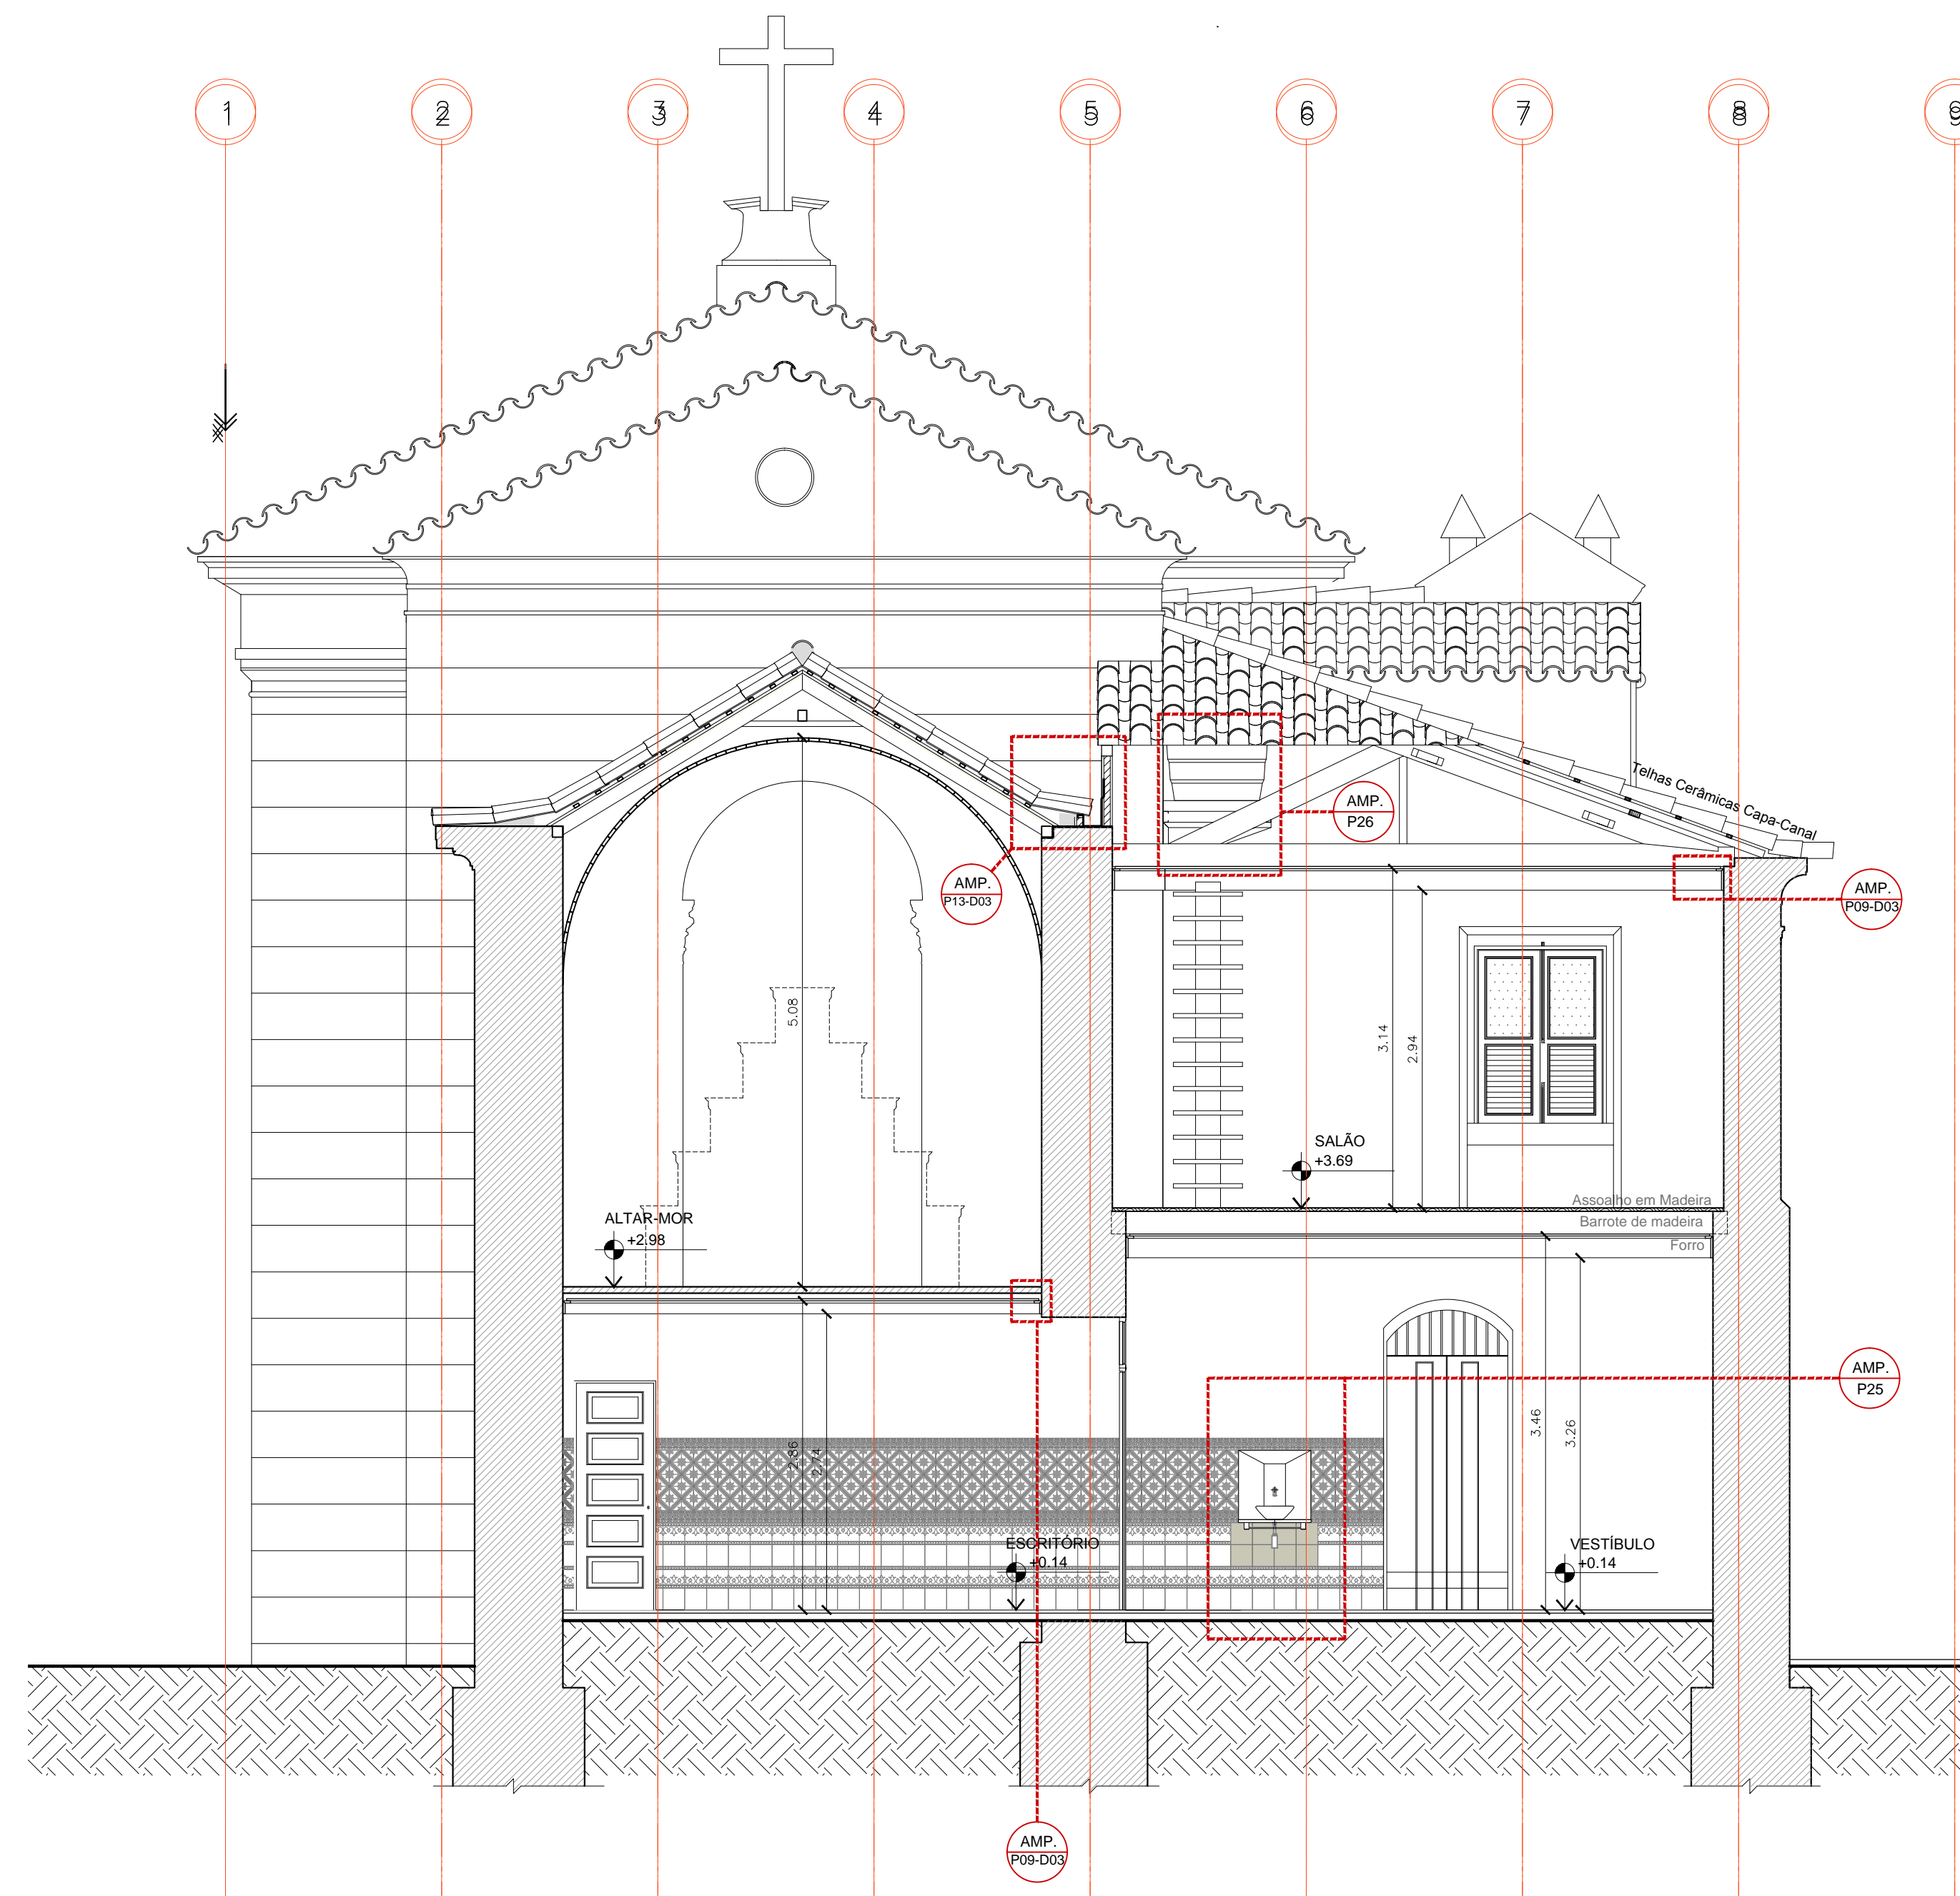 1 2 3 4 5 6 7 8 9
Telhas Cerâmicas Capa-Canal
AMP.
P26
AMP.
P13-D03
AMP.
P09-D03
5.08
3.14
2.94
SALÃO
+3.69
Assoalho em Madeira
Barrote de madeira
Forro
ALTAR-MOR
+2.98
AMP.
P25
2.86
2.74
3.46
3.26
ESCRITÓRIO
+0.14
VESTÍBULO
+0.14
AMP.
P09-D03